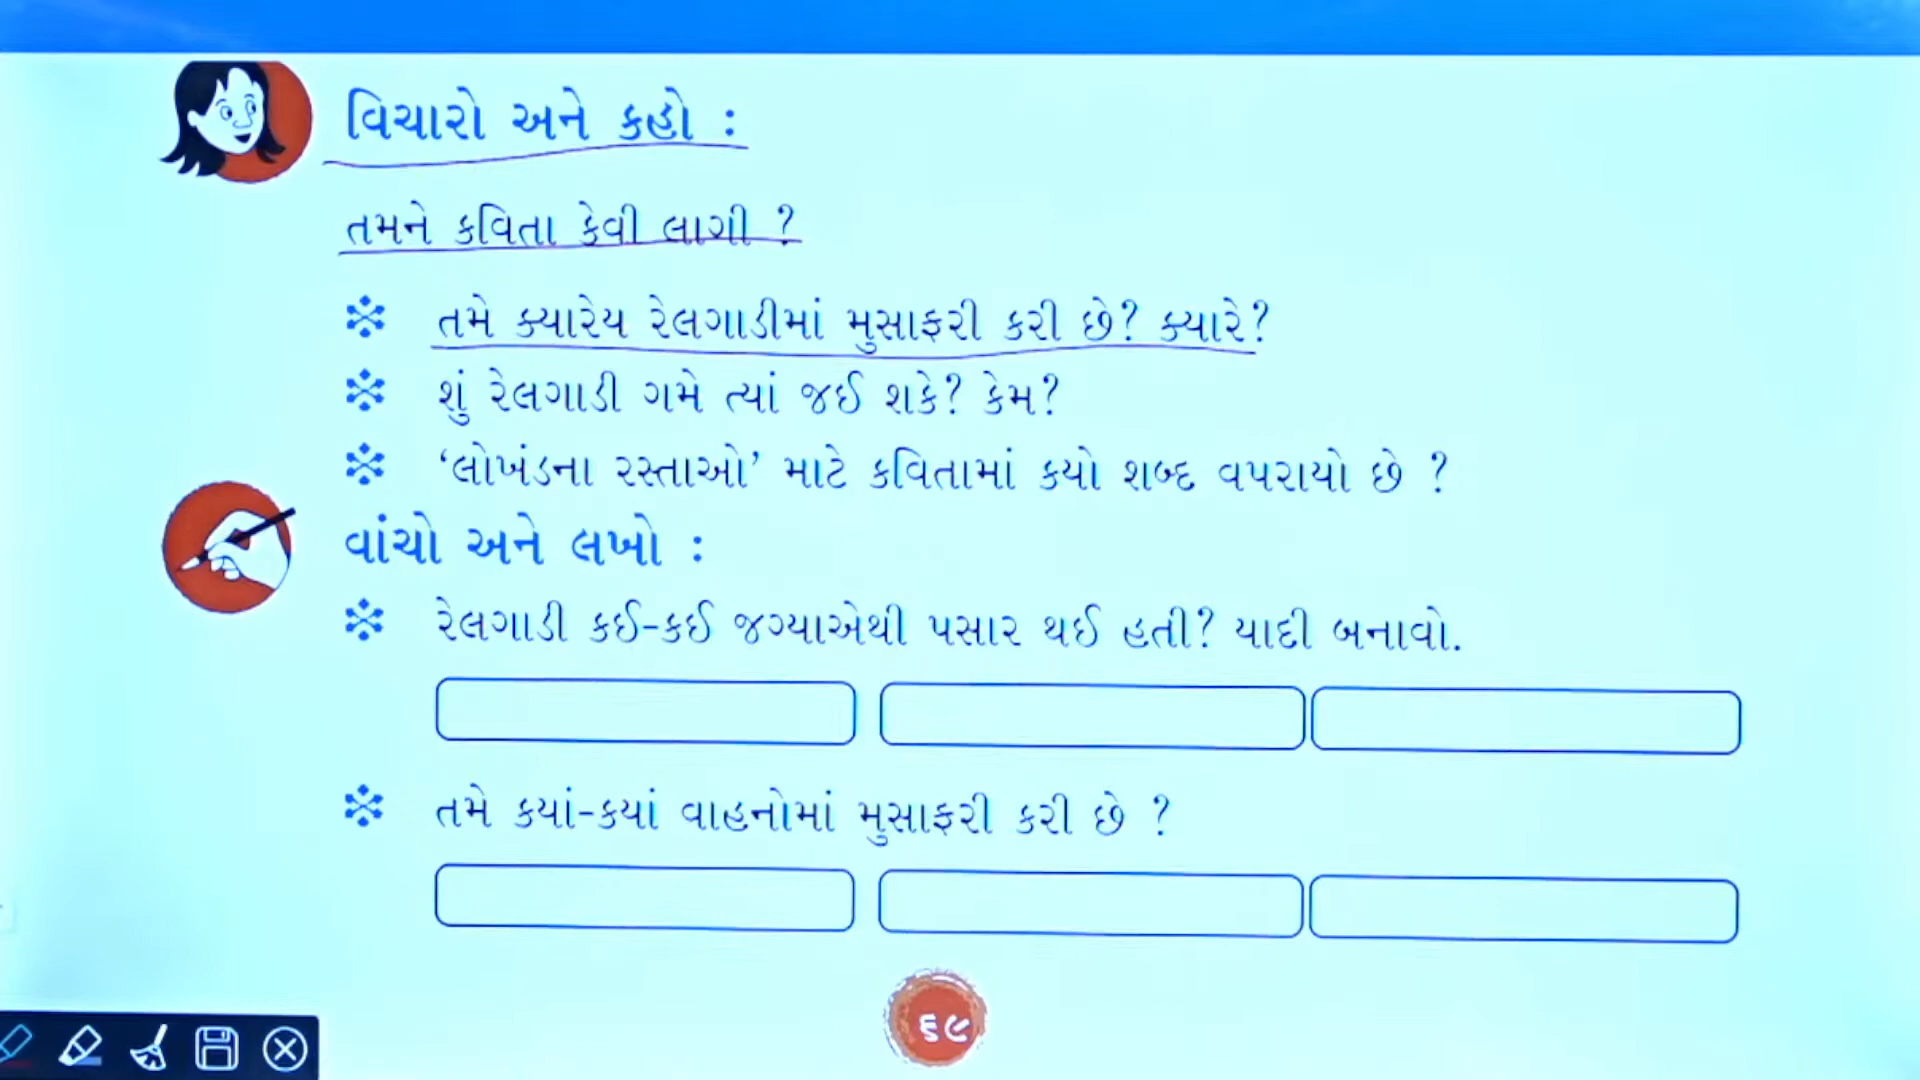 વિચારો અને કહો :
તમને કવિતા કેવી લાગી ?
તમે ક્યારેય રેલગાડીમાં મુસાફરી કરી છે? ક્યારે?
શું રેલગાડી ગમે ત્યાં જઈ શકે? કેમ?
‘લોખંડના રસ્તાઓ’ માટે કવિતામાં કયો શબ્દ વપરાયો છે ?
વાંચો અને લખો :
રેલગાડી કઈ-કઈ જગ્યાએથી પસાર થઈ હતી? યાદી બનાવો.
તમે કયાં-કયાં વાહનોમાં મુસાફરી કરી છે ?
૬૯